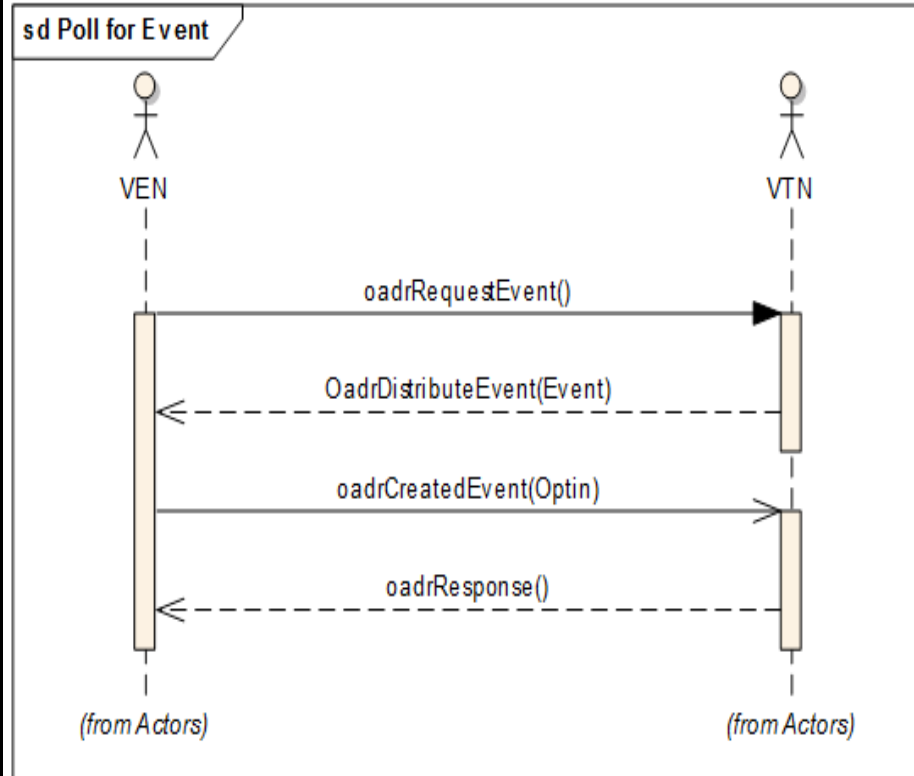 sd Poll for Event
VEN
VTN
oadrRequestEvent()
OadrDistributeEvent(Event)
oadrCreatedEvent(Optin)
oadrResponse()
(from Actors)
(from Actors)